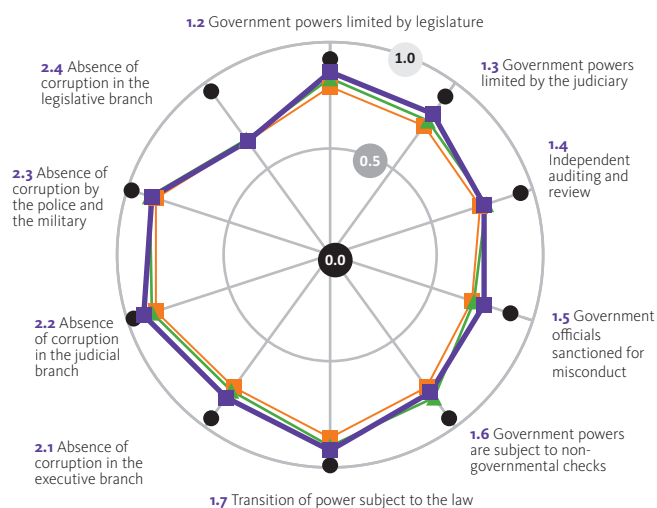 1.2 Government powers limited by legislature
1.0
1.3 Government powers
limited by the judiciary
2.4 Absence of
corruption in the
legislative branch
1.4
Independent
auditing and
review
0.5
2.3 Absence of
corruption by
the police and
the military
0.0
1.5 Government
officials
sanctioned for
misconduct
2.2 Absence
of corruption
in the judicial
branch
1.6 Government powers
are subject to non-
governmental checks
2.1 Absence of
corruption in the
executive branch
1.7 Transition of power subject to the law